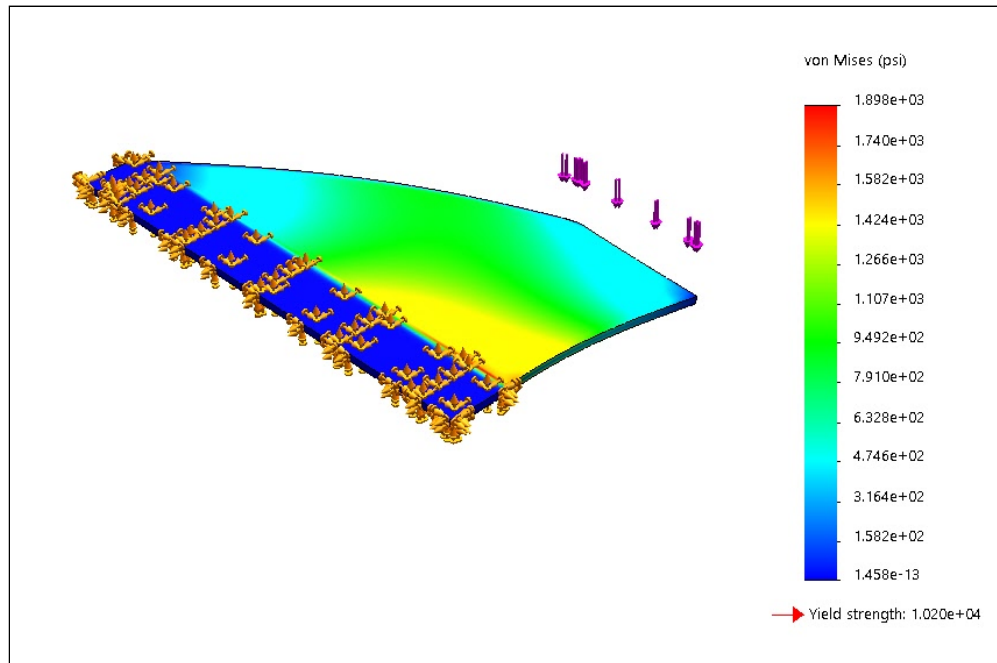 von Mises (psi)
1.898e+03
1.740e+03
1.582e+03
1.424e+03
1.266e+03
1.107e+03
9.492e+02
7.910e+02
6.328e+02
4.746e+02
3.164e+02
1.582e+02
1.458e-13
Yield strength: 1.020e+04